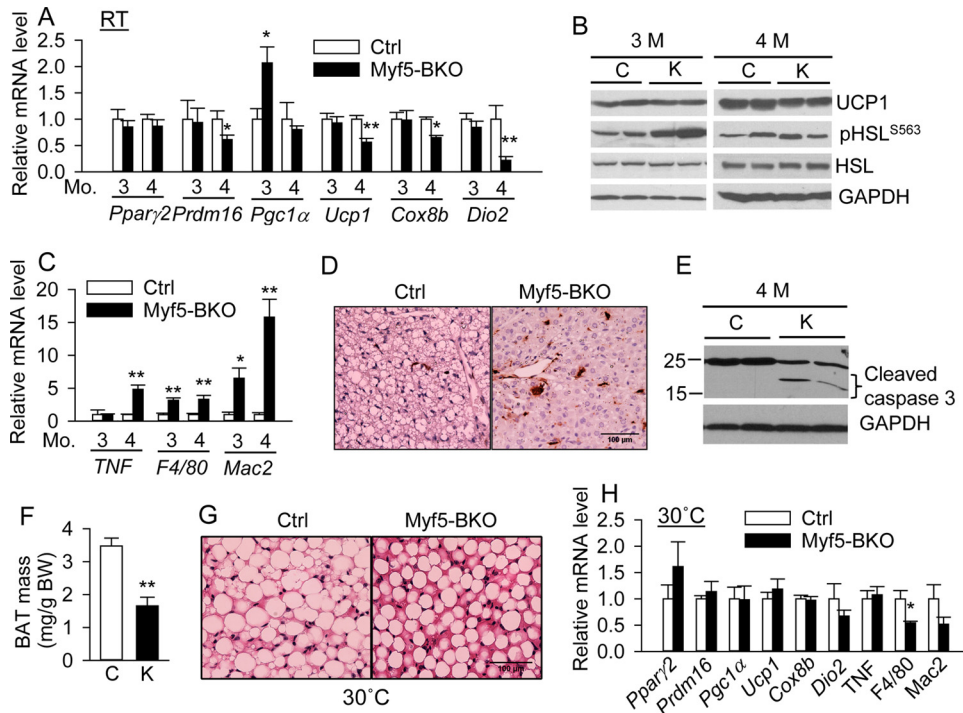 A RT
Relative mRNA level
2.5
2.0
1.5
1.0
0.5
0.0
Ctrl
Myf5-BKO
*
*
**
*
**
Mo. 3 4 3 4 3 4 3 4 3 4 3 4
Pparγ2 Prdm16 Pgc1α Ucp1 Cox8b Dio2
B
3 M 4 M
C K C K
UCP1
pHSL^S563
HSL
GAPDH
C
Relative mRNA level
20
15
10
5
1
0
Ctrl
Myf5-BKO
**
**
**
*
**
Mo. 3 4 3 4 3 4
TNF F4/80 Mac2
D
Ctrl Myf5-BKO
100 μm
E
4 M
C K
25
15
Cleaved
caspase 3
GAPDH
F
BAT mass
(mg/g BW)
4
3
2
1
0
**
C K
G
Ctrl Myf5-BKO
100 μm
30˚C
H
Relative mRNA level
2.5
2.0
1.5
1.0
0.5
0.0
30˚C
Ctrl
Myf5-BKO
*
Pparγ2
Prdm16
Pgc1α
Ucp1
Cox8b
Dio2
TNF
F4/80
Mac2